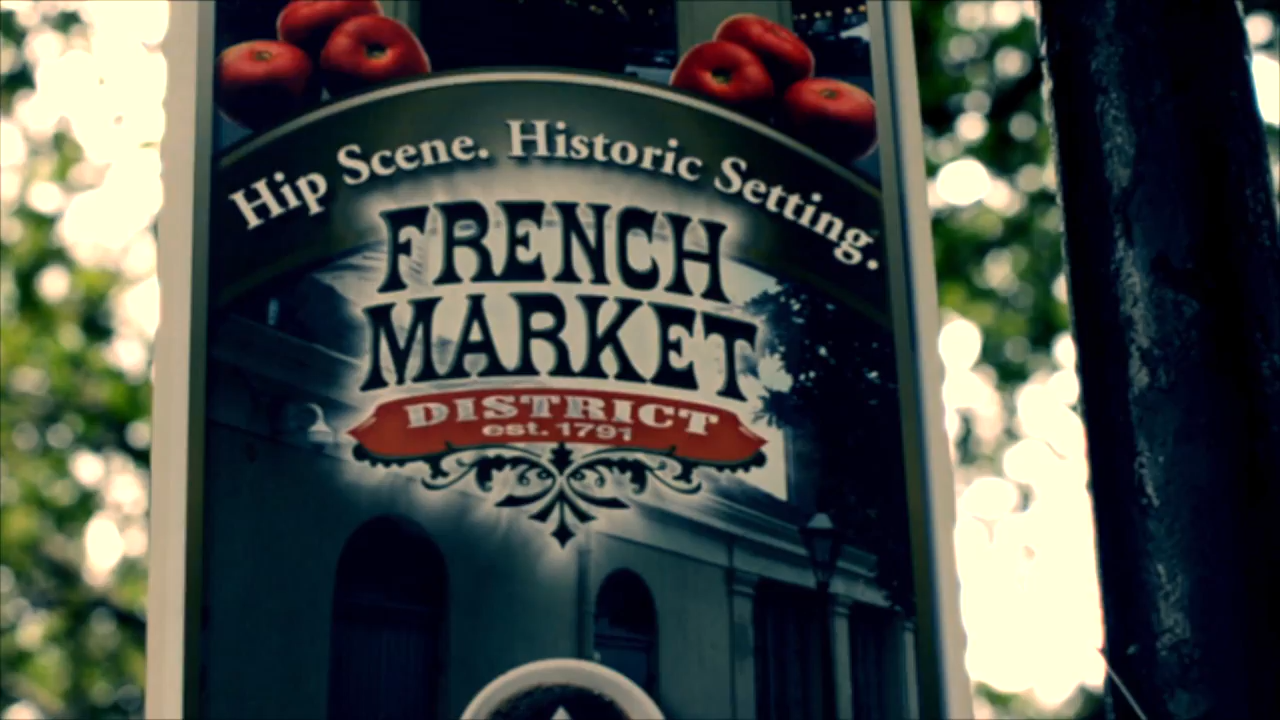 Hip Scene. Historic Setting.
FRENCH
MARKET
DISTRICT
est. 1791